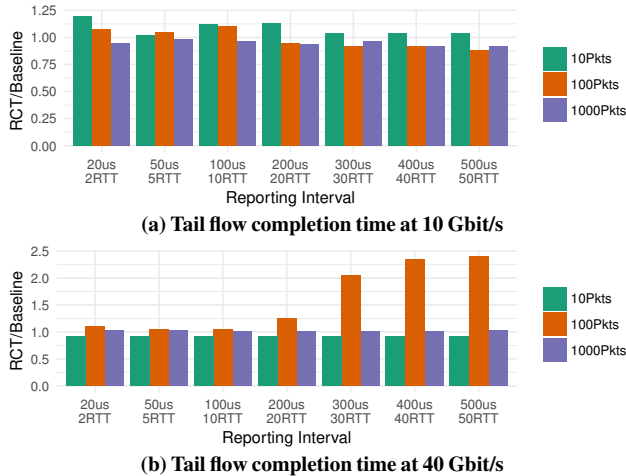 1.25
1.00
0.75
0.50
0.25
0.00
RCT/Baseline
20us 50us 100us 200us 300us 400us 500us
2RTT 5RTT 10RTT 20RTT 30RTT 40RTT 50RTT
Reporting Interval
10Pkts
100Pkts
1000Pkts
(a) Tail flow completion time at 10 Gbit/s
2.5
2.0
1.5
1.0
0.5
0.0
RCT/Baseline
20us 50us 100us 200us 300us 400us 500us
2RTT 5RTT 10RTT 20RTT 30RTT 40RTT 50RTT
Reporting Interval
10Pkts
100Pkts
1000Pkts
(b) Tail flow completion time at 40 Gbit/s